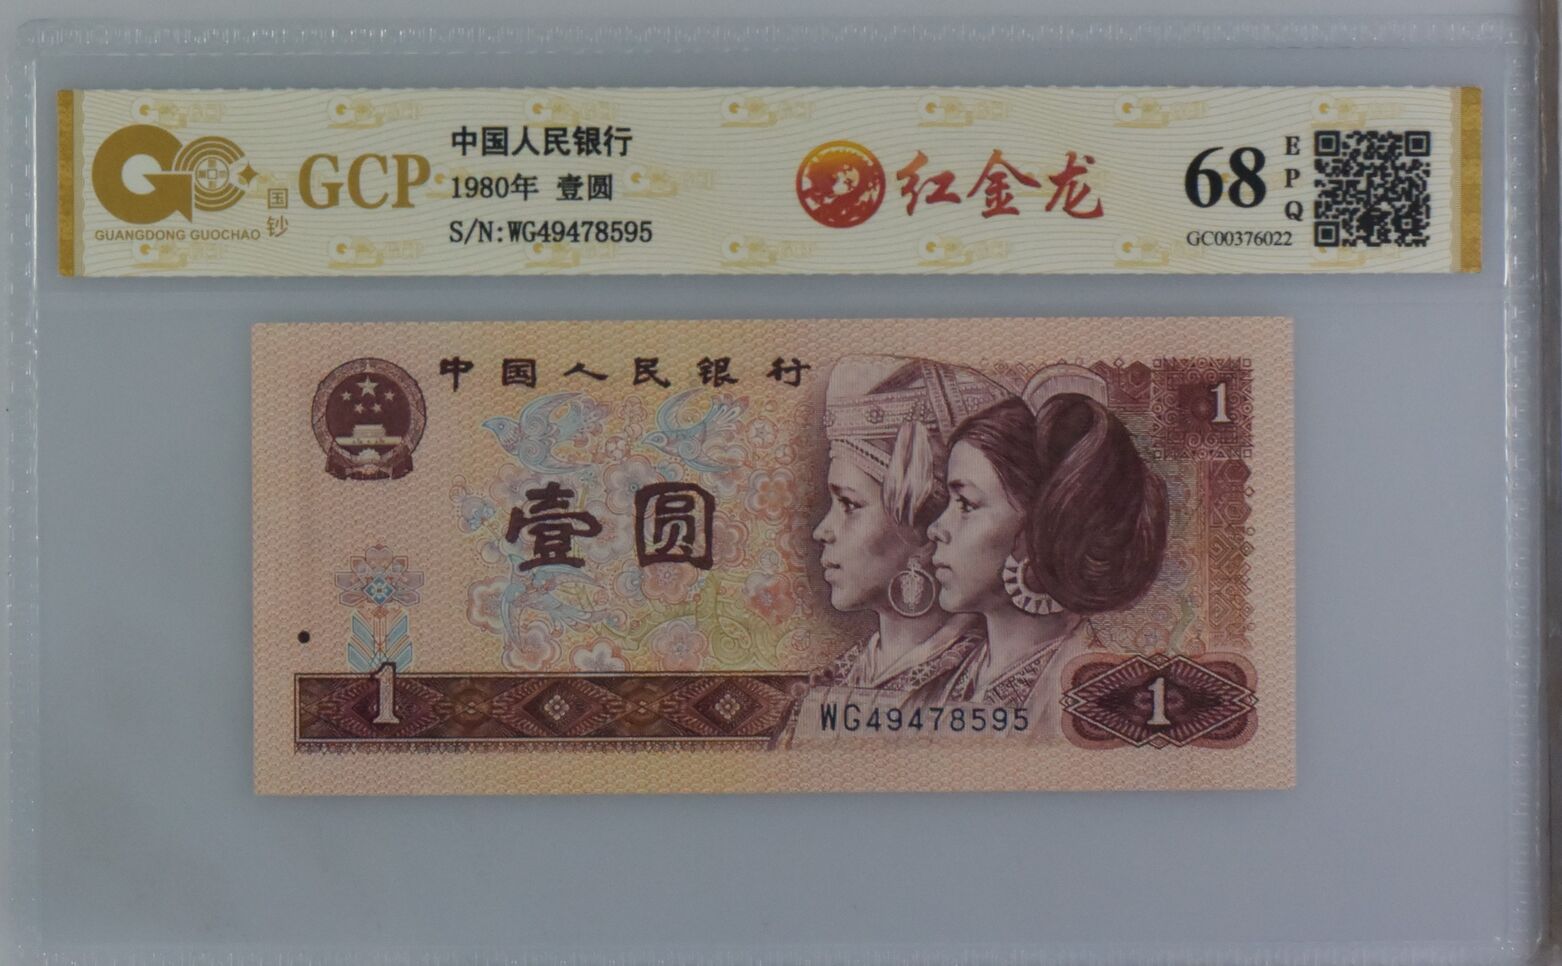 GCP
国钞
GUANGDONG GUOCHAO
中国人民银行
1980年 壹圆
S/N:WG49478595
红金龙
68
EPQ
GC00376022
中国人民银行
1
壹圆
1
WG49478595
1